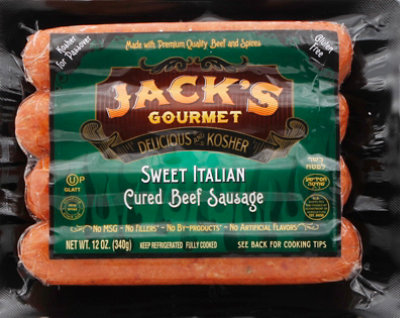 Kosher
for Passover
Made with Premium Quality Beef and Spices
Gluten
Free
JACK'S
GOURMET
DELICIOUS KOSHER
SWEET ITALIAN
Cured Beef Sausage
U P
GLATT
כשר
לפסח
No MSG - No Fillers - No By-Products - No Artificial Flavors
NET WT. 12 OZ. (340g) KEEP REFRIGERATED FULLY COOKED SEE BACK FOR COOKING TIPS